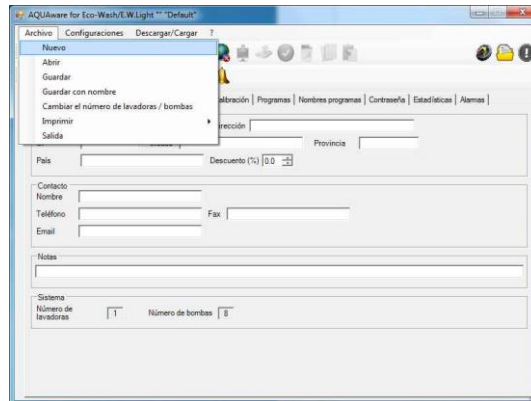 AQUAware for Eco-Wash/E.W.Light "" "Default"
Archivo Configuraciones Descargar/Cargar ?
Nuevo
Abrir
Guardar
Guardar con nombre
Cambiar el número de lavadoras / bombas
Imprimir
Salida
Programas Nombres programas Contraseña Estadísticas Alarmas
Provincia
País Descuento (%) 0.0
Contacto
Nombre
Teléfono Fax
Email
Notas
Sistema
Número de lavadoras 1 Número de bombas 8